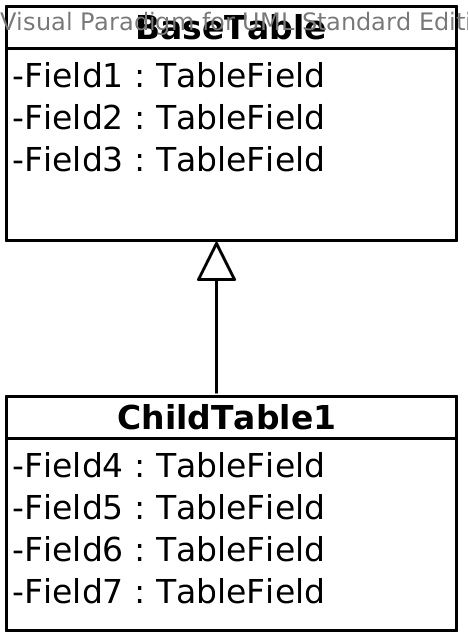 Visual Paradigm for UML Standard Editi
BaseTable
-Field1 : TableField
-Field2 : TableField
-Field3 : TableField
ChildTable1
-Field4 : TableField
-Field5 : TableField
-Field6 : TableField
-Field7 : TableField